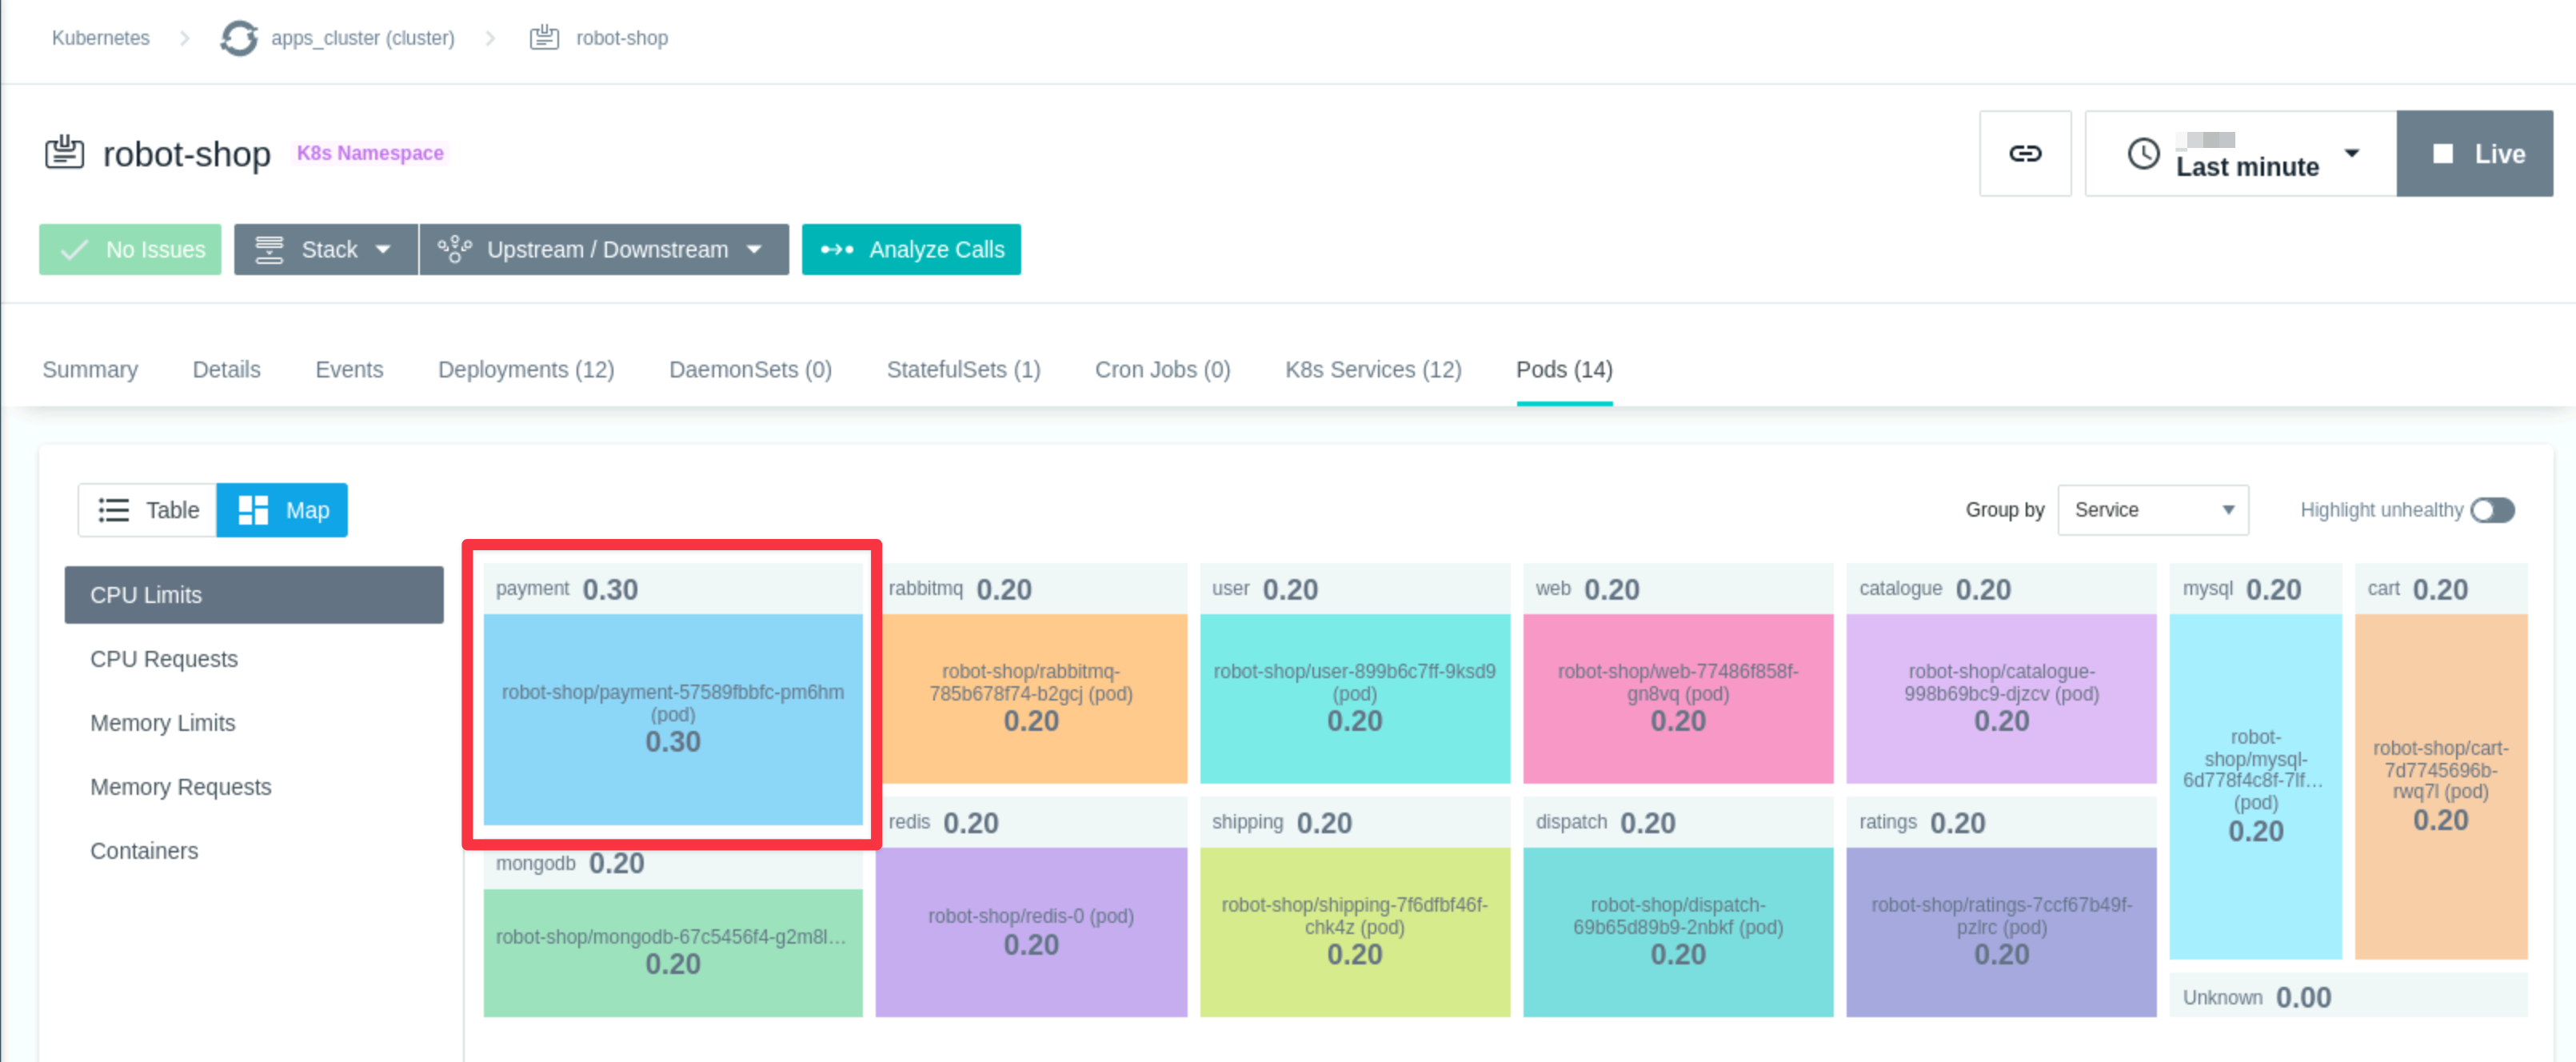 Kubernetes
apps_cluster (cluster)
robot-shop
robot-shop
K8s Namespace
Last minute
Live
No Issues
Stack
Upstream / Downstream
Analyze Calls
Summary
Details
Events
Deployments (12)
DaemonSets (0)
StatefulSets (1)
Cron Jobs (0)
K8s Services (12)
Pods (14)
Table
Map
Group by
Service
Highlight unhealthy
CPU Limits
CPU Requests
Memory Limits
Memory Requests
Containers
payment 0.30
robot-shop/payment-57589fbbfc-pm6hm
(pod)
0.30
rabbitmq 0.20
robot-shop/rabbitmq-
785b678f74-b2gcj (pod)
0.20
user 0.20
robot-shop/user-899b6c7ff-9ksd9
(pod)
0.20
web 0.20
robot-shop/web-77486f858f-
gn8vq (pod)
0.20
catalogue 0.20
robot-shop/catalogue-
998b69bc9-djzcv (pod)
0.20
mysql 0.20
robot-
shop/mysql-
6d778f4c8f-7lf...
(pod)
0.20
cart 0.20
robot-shop/cart-
7d7745696b-
rwq7l (pod)
0.20
mongodb 0.20
robot-shop/mongodb-67c5456f4-g2m8l...
0.20
redis 0.20
robot-shop/redis-0 (pod)
0.20
shipping 0.20
robot-shop/shipping-7f6dfbf46f-
chk4z (pod)
0.20
dispatch 0.20
robot-shop/dispatch-
69b65d89b9-2nbkf (pod)
0.20
ratings 0.20
robot-shop/ratings-7ccf67b49f-
pzlrc (pod)
0.20
Unknown 0.00